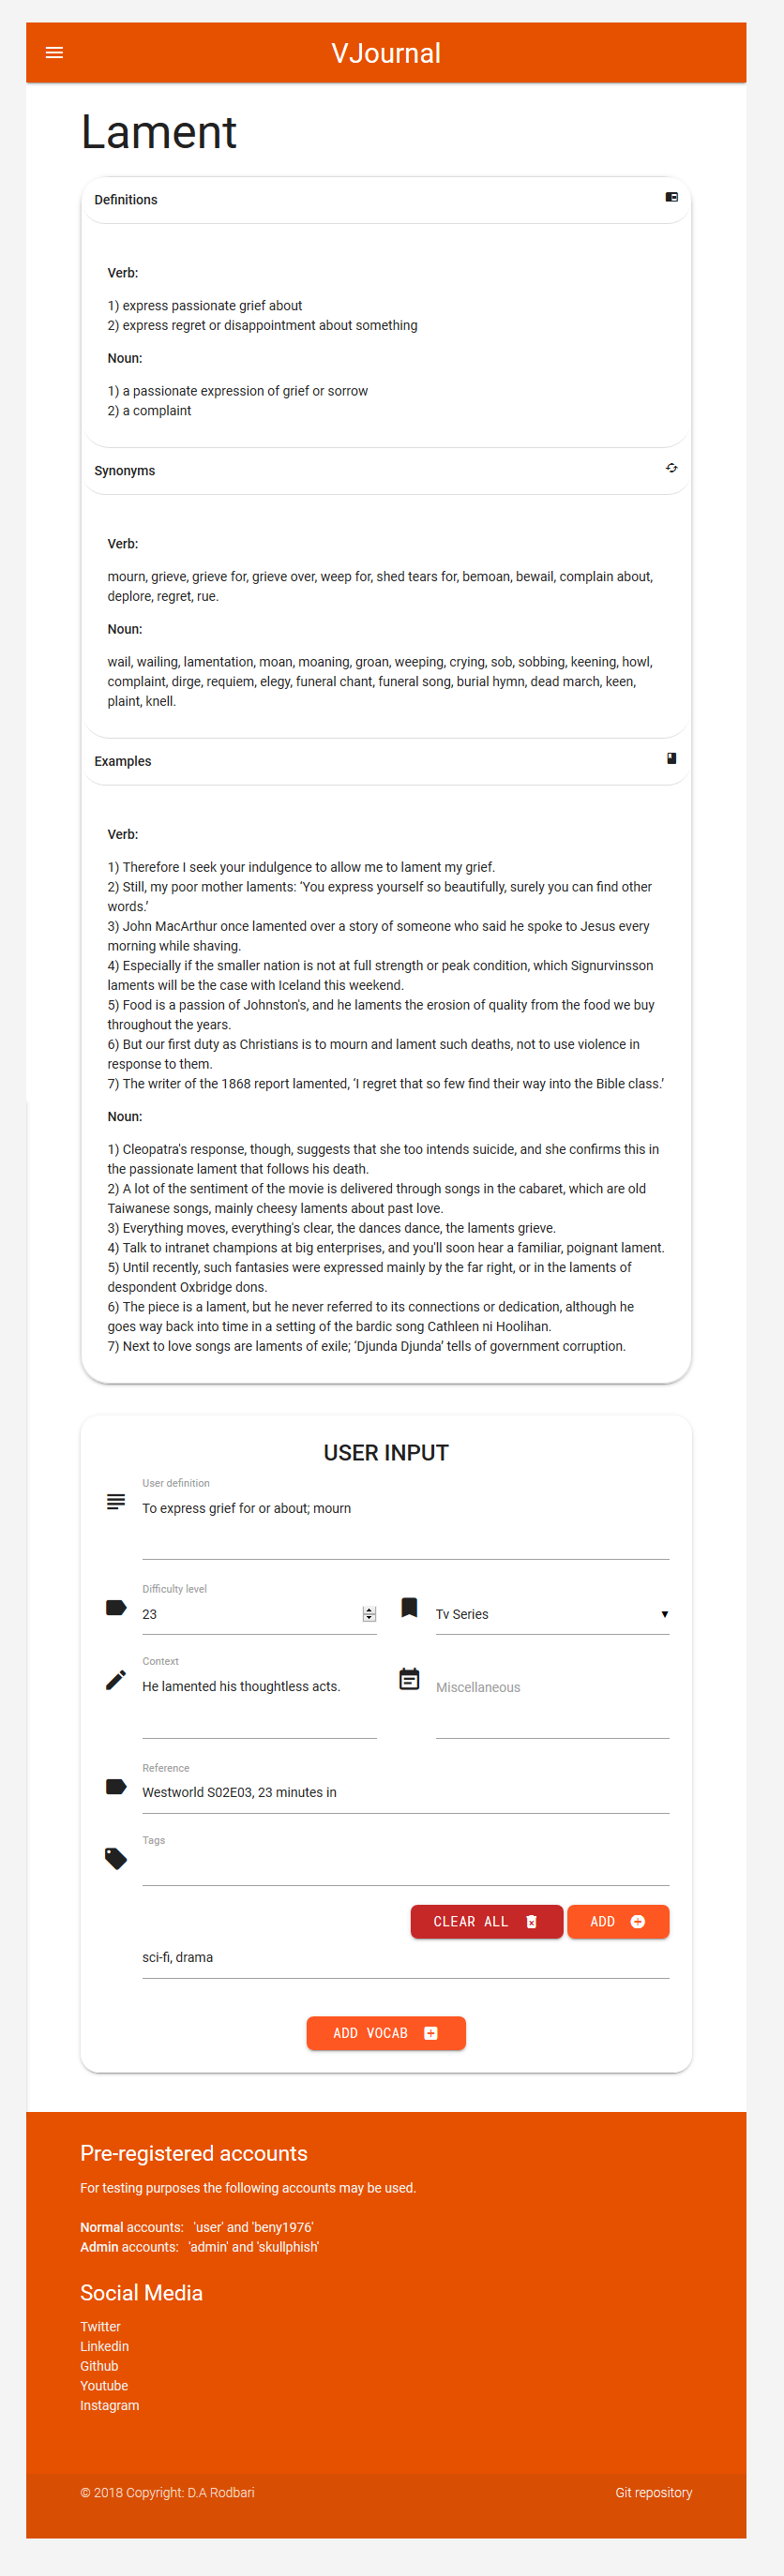 VJournal
Lament
Definitions
Verb:
1) express passionate grief about
2) express regret or disappointment about something
Noun:
1) a passionate expression of grief or sorrow
2) a complaint
Synonyms
Verb:
mourn, grieve, grieve for, grieve over, weep for, shed tears for, bemoan, bewail, complain about,
deplore, regret, rue.
Noun:
wail, wailing, lamentation, moan, moaning, groan, weeping, crying, sob, sobbing, keening, howl,
complaint, dirge, requiem, elegy, funeral chant, funeral song, burial hymn, dead march, keen,
plaint, knell.
Examples
Verb:
1) Therefore I seek your indulgence to allow me to lament my grief.
2) Still, my poor mother laments: ‘You express yourself so beautifully, surely you can find other
words.’
3) John MacArthur once lamented over a story of someone who said he spoke to Jesus every
morning while shaving.
4) Especially if the smaller nation is not at full strength or peak condition, which Signurvinsson
laments will be the case with Iceland this weekend.
5) Food is a passion of Johnston's, and he laments the erosion of quality from the food we buy
throughout the years.
6) But our first duty as Christians is to mourn and lament such deaths, not to use violence in
response to them.
7) The writer of the 1868 report lamented, ‘I regret that so few find their way into the Bible class.’
Noun:
1) Cleopatra's response, though, suggests that she too intends suicide, and she confirms this in
the passionate lament that follows his death.
2) A lot of the sentiment of the movie is delivered through songs in the cabaret, which are old
Taiwanese songs, mainly cheesy laments about past love.
3) Everything moves, everything's clear, the dances dance, the laments grieve.
4) Talk to intranet champions at big enterprises, and you'll soon hear a familiar, poignant lament.
5) Until recently, such fantasies were expressed mainly by the far right, or in the laments of
despondent Oxbridge dons.
6) The piece is a lament, but he never referred to its connections or dedication, although he
goes way back into time in a setting of the bardic song Cathleen ni Hoolihan.
7) Next to love songs are laments of exile; ‘Djunda Djunda’ tells of government corruption.
USER INPUT
User definition
To express grief for or about; mourn
Difficulty level
23
Tv Series
Context
He lamented his thoughtless acts.
Miscellaneous
Reference
Westworld S02E03, 23 minutes in
Tags
CLEAR ALL
ADD
sci-fi, drama
ADD VOCAB
Pre-registered accounts
For testing purposes the following accounts may be used.
Normal accounts: 'user' and 'beny1976'
Admin accounts: 'admin' and 'skullphish'
Social Media
Twitter
Linkedin
Github
Youtube
Instagram
© 2018 Copyright: D.A Rodbari
Git repository